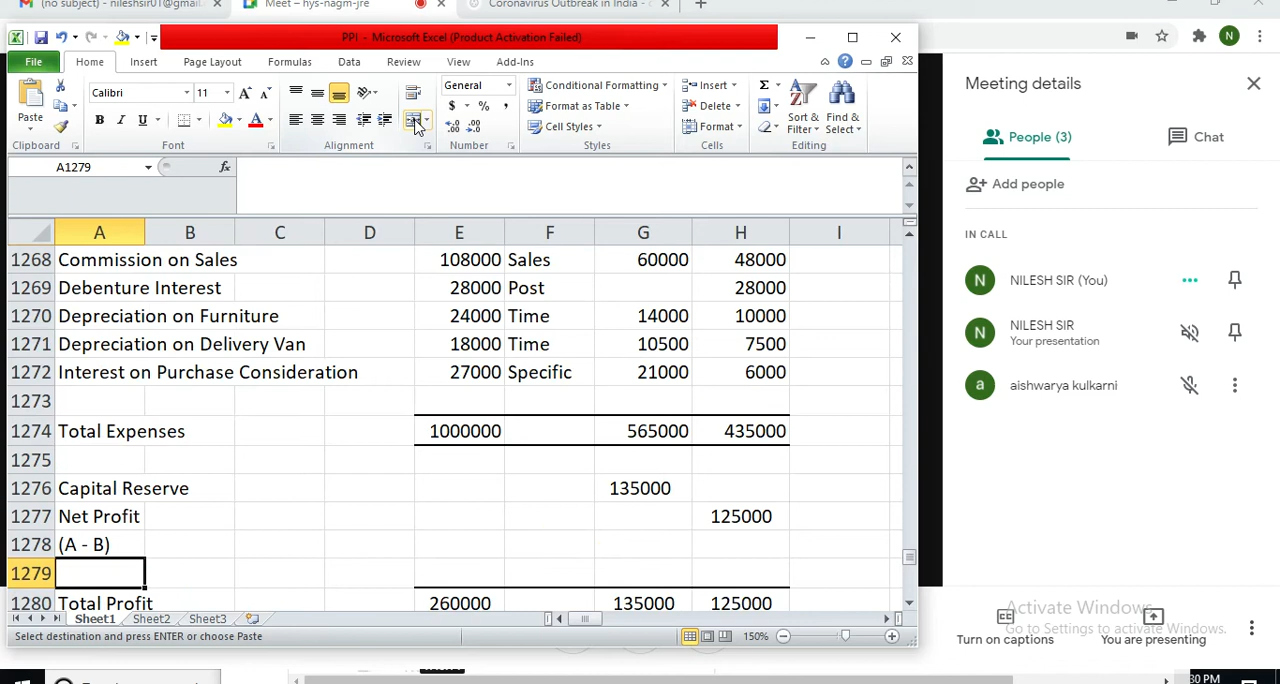 (no subject) - nileshsir01@gmail.
Meet – hys-nagm-jre
Coronavirus Outbreak in India -
PPI - Microsoft Excel (Product Activation Failed)
File Home Insert Page Layout Formulas Data Review View Add-Ins
Paste
Calibri 11
B I U A
General
$ % ,
Conditional Formatting
Format as Table
Cell Styles
Insert
Delete
Format
Σ
Sort & Filter
Find & Select
Clipboard Font Alignment Number Styles Cells Editing
A1279 fx
A B C D E F G H I
1268 Commission on Sales 108000 Sales 60000 48000
1269 Debenture Interest 28000 Post 28000
1270 Depreciation on Furniture 24000 Time 14000 10000
1271 Depreciation on Delivery Van 18000 Time 10500 7500
1272 Interest on Purchase Consideration 27000 Specific 21000 6000
1273
1274 Total Expenses 1000000 565000 435000
1275
1276 Capital Reserve 135000
1277 Net Profit 125000
1278 (A - B)
1279
1280 Total Profit 260000 135000 125000
Sheet1 Sheet2 Sheet3
Select destination and press ENTER or choose Paste 150%
N
Meeting details
People (3)
Chat
Add people
IN CALL
N NILESH SIR (You)
N NILESH SIR
Your presentation
a aishwarya kulkarni
Activate Windows
Go to Settings to activate Windows.
CC
Turn on captions
You are presenting
:30 PM